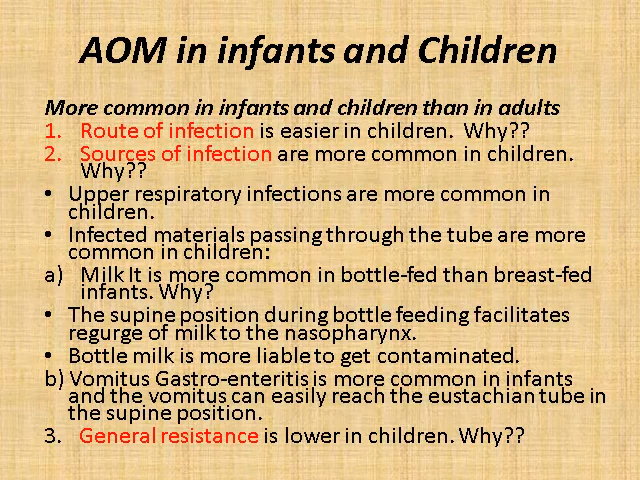 AOM in infants and Children
More common in infants and children than in adults
1. Route of infection is easier in children. Why??
2. Sources of infection are more common in children.
Why??
• Upper respiratory infections are more common in
children.
• Infected materials passing through the tube are more
common in children:
a) Milk It is more common in bottle-fed than breast-fed
infants. Why?
• The supine position during bottle feeding facilitates
regurge of milk to the nasopharynx.
• Bottle milk is more liable to get contaminated.
b) Vomitus Gastro-enteritis is more common in infants
and the vomitus can easily reach the eustachian tube in
the supine position.
3. General resistance is lower in children. Why??